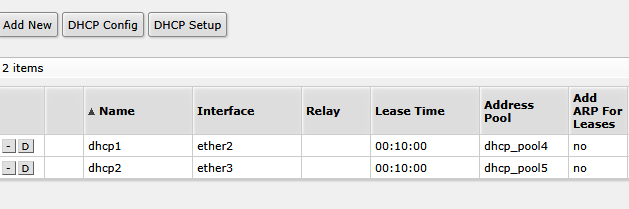 Add New DHCP Config DHCP Setup
2 items
▲ Name Interface Relay Lease Time Address Pool Add ARP For Leases
- D dhcp1 ether2 00:10:00 dhcp_pool4 no
- D dhcp2 ether3 00:10:00 dhcp_pool5 no